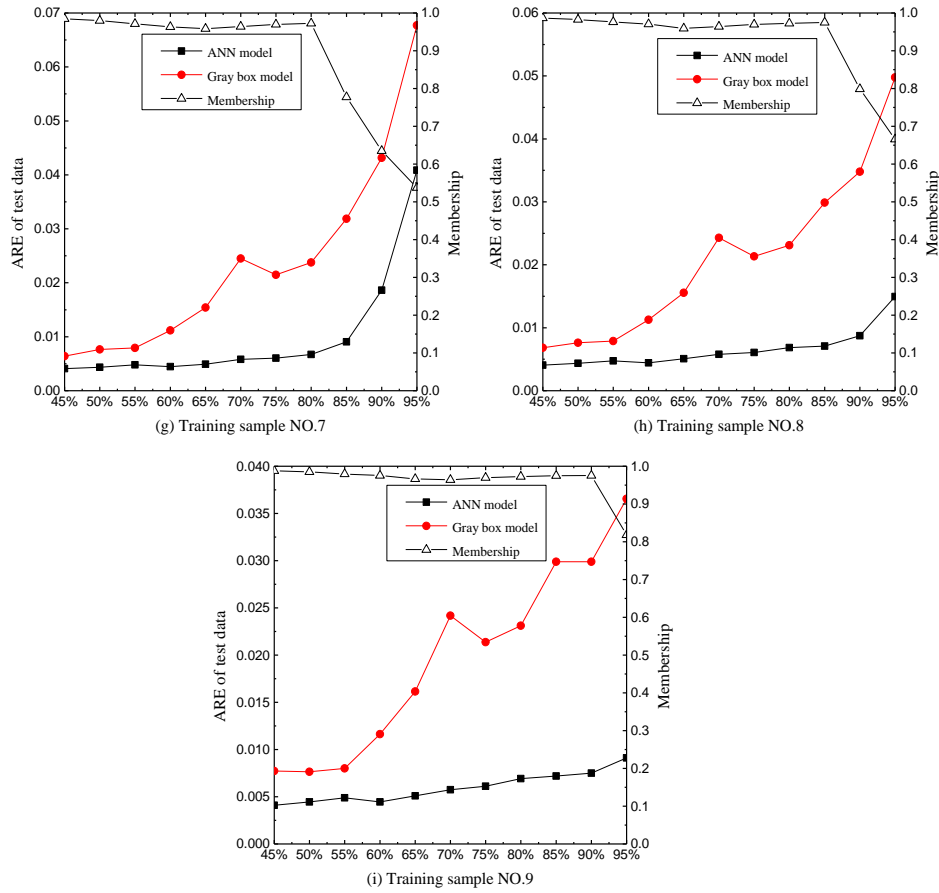 0.07
0.06
0.05
0.04
0.03
0.02
0.01
0.00
ARE of test data
ANN model
Gray box model
Membership
1.0
0.9
0.8
0.7
0.6
0.5
0.4
0.3
0.2
0.1
0.0
Membership
45% 50% 55% 60% 65% 70% 75% 80% 85% 90% 95%
(g) Training sample NO.7
0.06
0.05
0.04
0.03
0.02
0.01
0.00
ARE of test data
ANN model
Gray box model
Membership
1.0
0.9
0.8
0.7
0.6
0.5
0.4
0.3
0.2
0.1
0.0
Membership
45% 50% 55% 60% 65% 70% 75% 80% 85% 90% 95%
(h) Training sample NO.8
0.040
0.035
0.030
0.025
0.020
0.015
0.010
0.005
0.000
ARE of test data
ANN model
Gray box model
Membership
1.0
0.9
0.8
0.7
0.6
0.5
0.4
0.3
0.2
0.1
0.0
Membership
45% 50% 55% 60% 65% 70% 75% 80% 85% 90% 95%
(i) Training sample NO.9